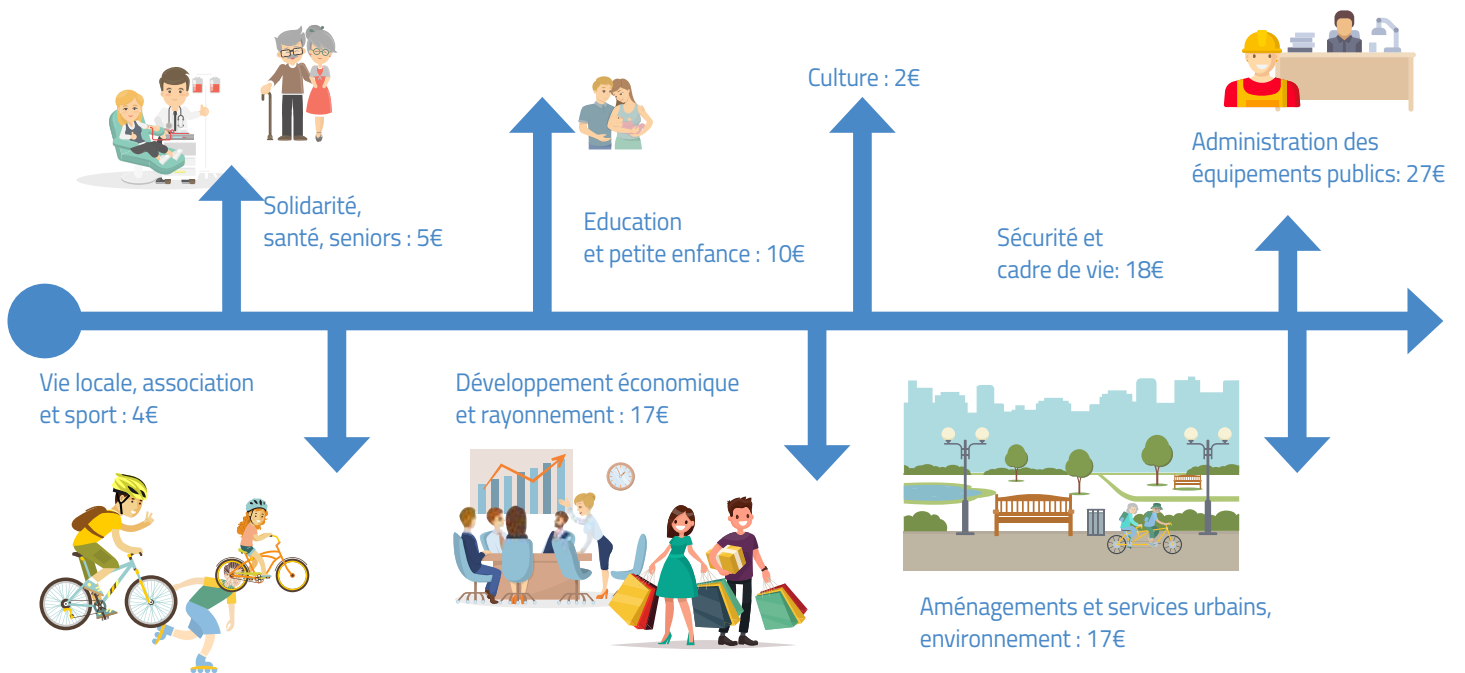 Culture : 2€
Administration des
équipements publics: 27€
Solidarité,
santé, seniors : 5€
Education
et petite enfance : 10€
Sécurité et
cadre de vie: 18€
Vie locale, association
et sport : 4€
Développement économique
et rayonnement : 17€
Aménagements et services urbains,
environnement : 17€